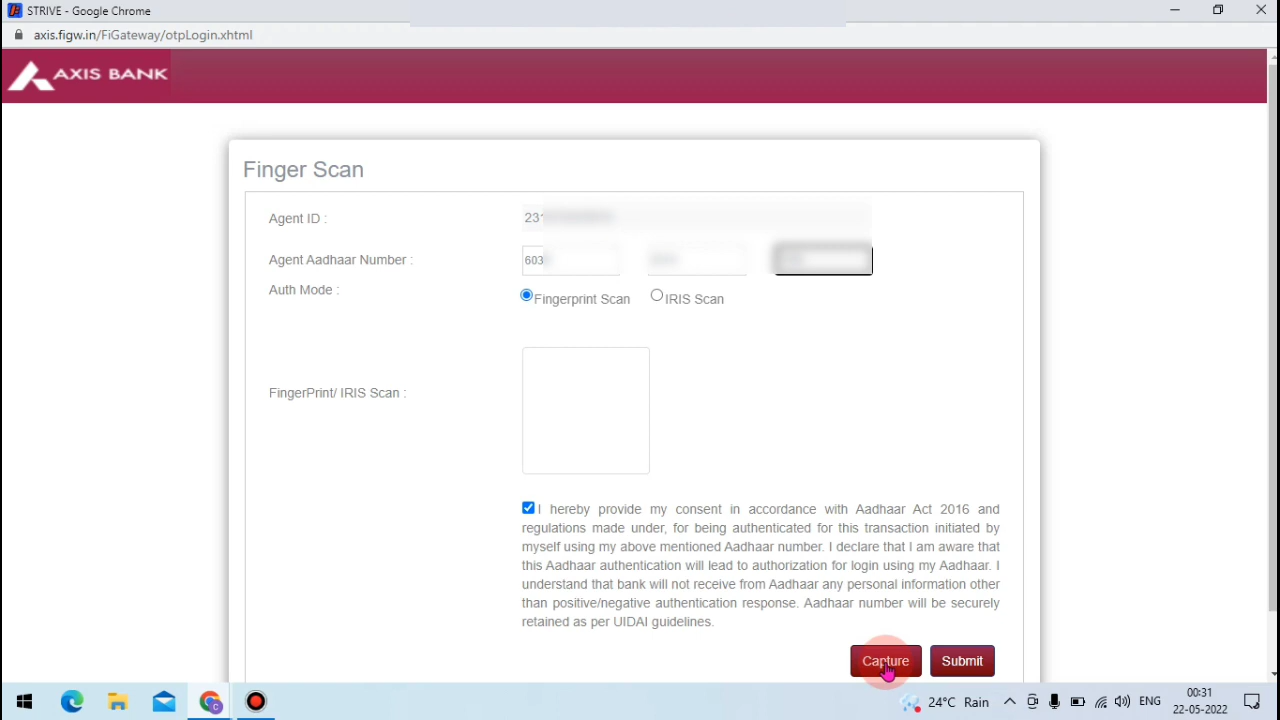 STRIVE - Google Chrome
axis.figw.in/FiGateway/otpLogin.xhtml
AXIS BANK
Finger Scan
Agent ID :
231
Agent Aadhaar Number :
603
Auth Mode :
Fingerprint Scan
IRIS Scan
FingerPrint/ IRIS Scan :
I hereby provide my consent in accordance with Aadhaar Act 2016 and
regulations made under, for being authenticated for this transaction initiated by
myself using my above mentioned Aadhaar number. I declare that I am aware that
this Aadhaar authentication will lead to authorization for login using my Aadhaar. I
understand that bank will not receive from Aadhaar any personal information other
than positive/negative authentication response. Aadhaar number will be securely
retained as per UIDAI guidelines.
Capture
Submit
24°C Rain
ENG
00:31
22-05-2022